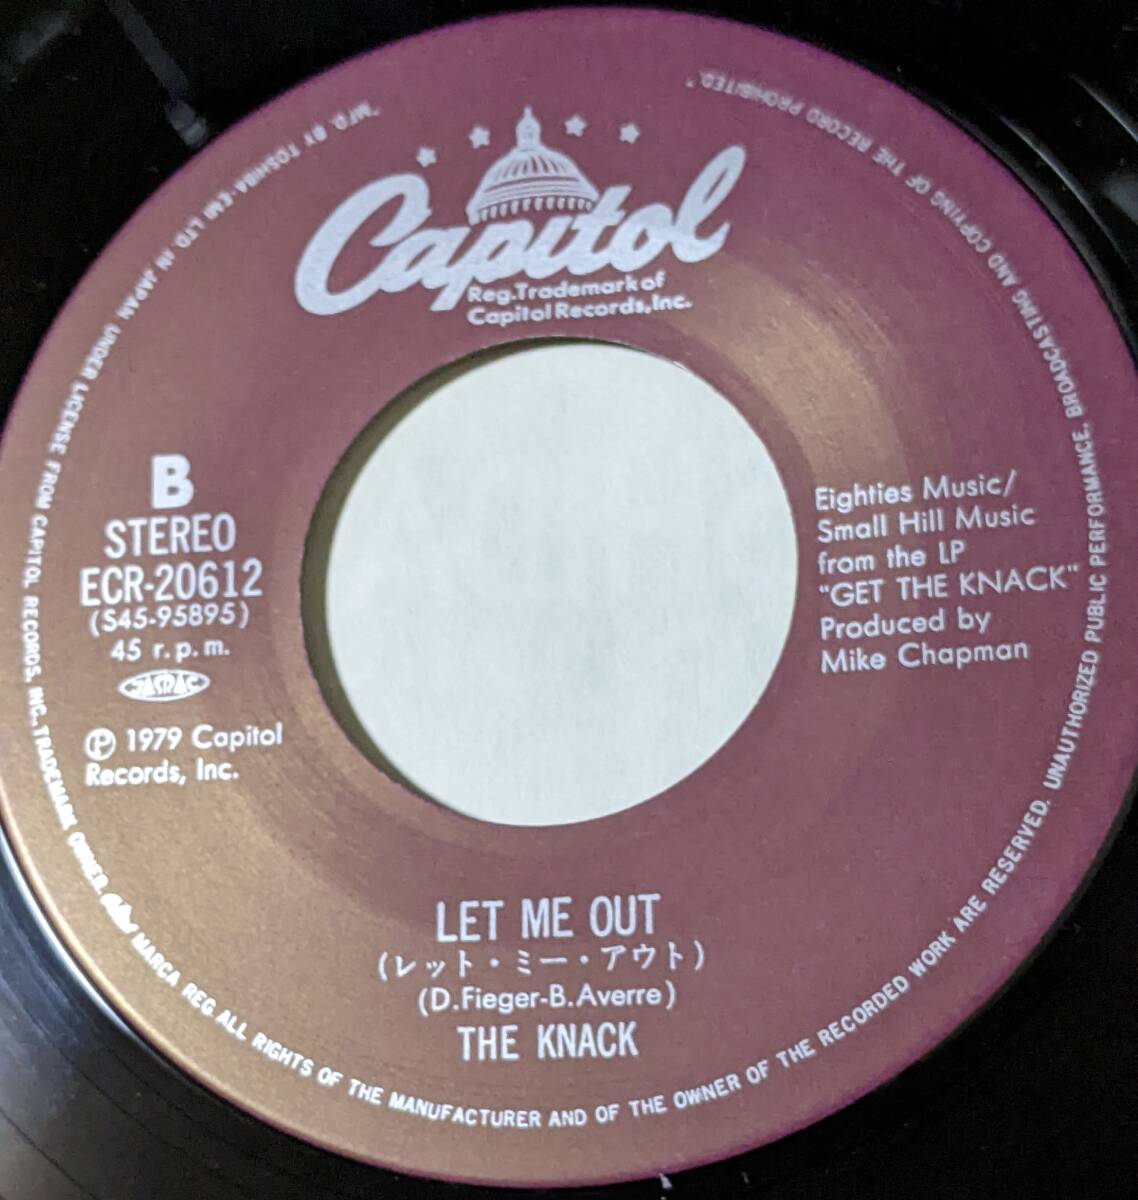 Capitol
Reg.Trademark of
Capitol Records,Inc.
B
STEREO
ECR-20612
(S45-95895)
45 r.p.m.
JASRAC
Ⓟ 1979 Capitol
Records, Inc.
Eighties Music/
Small Hill Music
from the LP
"GET THE KNACK"
Produced by
Mike Chapman
LET ME OUT
(レット・ミー・アウト)
(D.Fieger-B.Averre)
THE KNACK
"MFD. BY TOSHIBA-EMI LTD. IN JAPAN UNDER LICENSE FROM CAPITOL RECORDS, INC., TRADEMARK OWNER. MARCA REG. ALL RIGHTS OF THE MANUFACTURER AND OF THE OWNER OF THE RECORDED WORK ARE RESERVED. UNAUTHORIZED PUBLIC PERFORMANCE, BROADCASTING AND COPYING OF THE RECORD PROHIBITED."